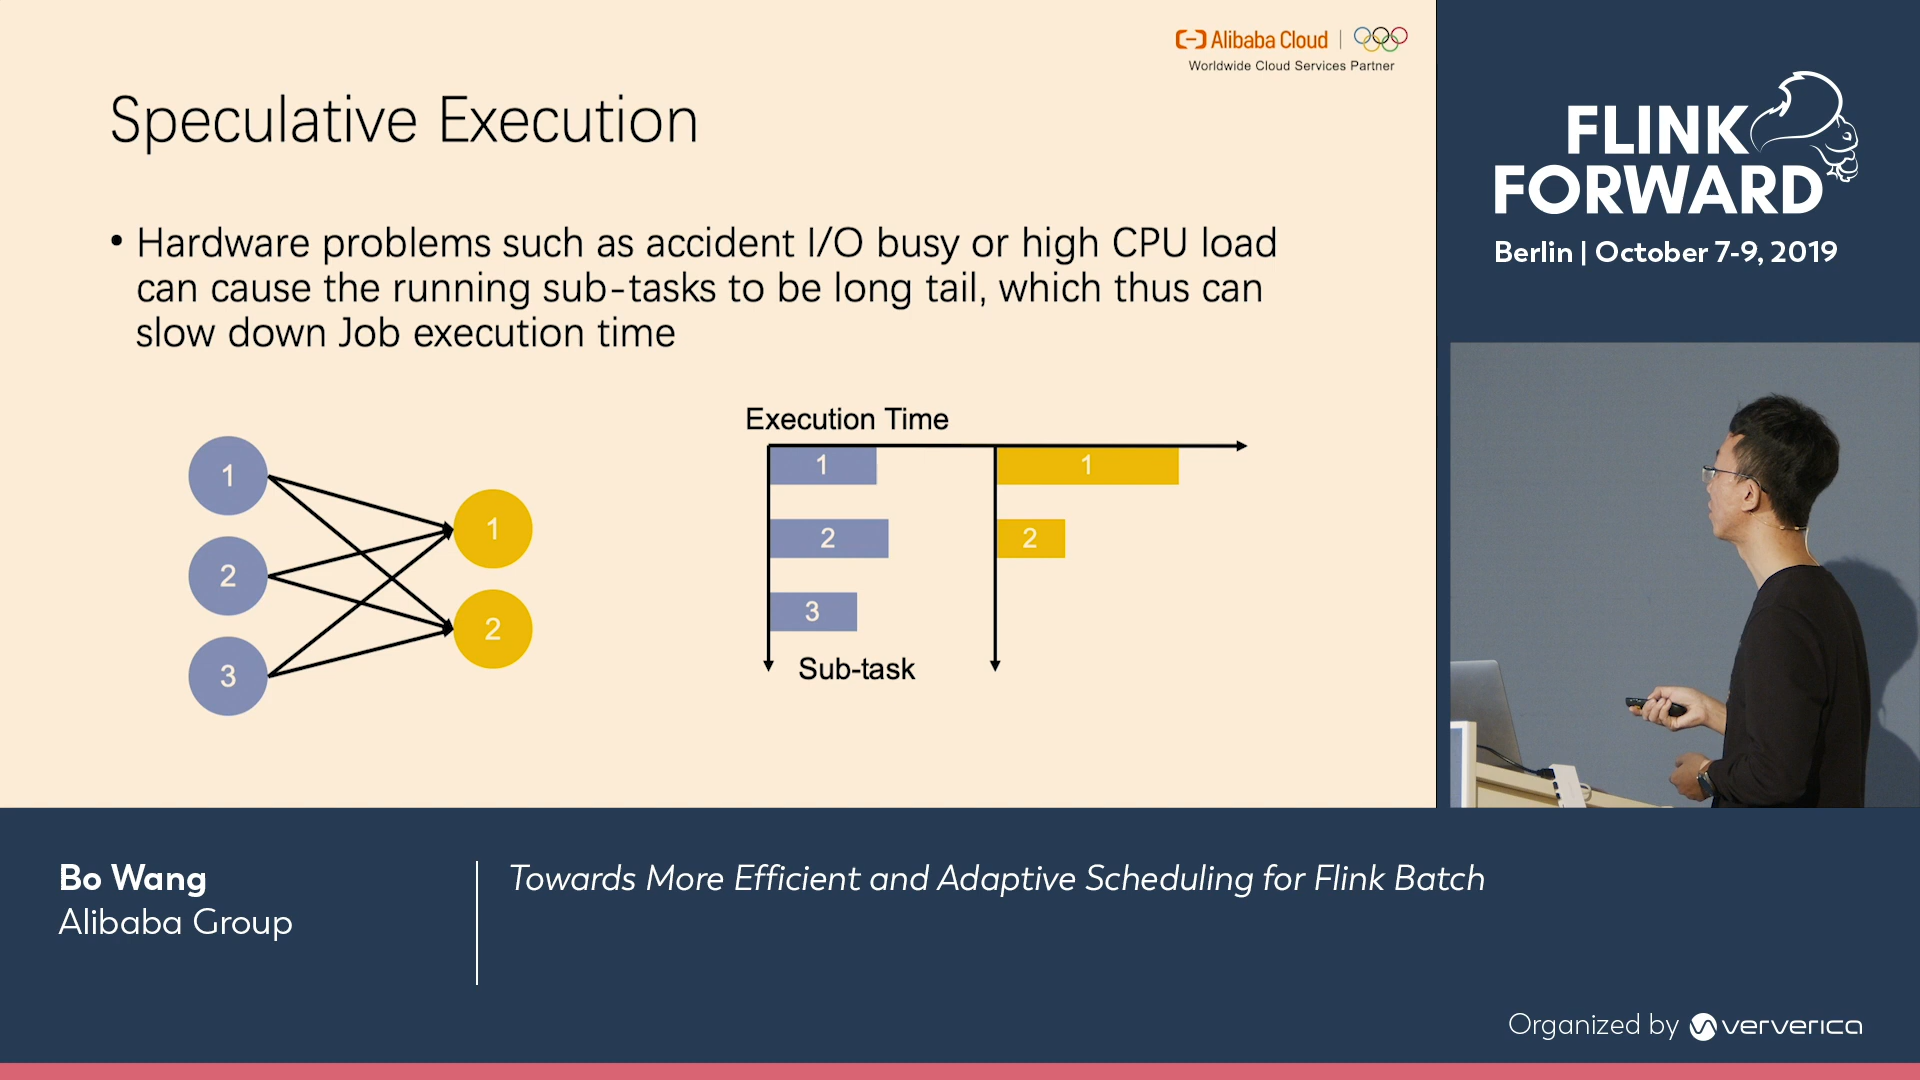 Alibaba Cloud
Worldwide Cloud Services Partner
Speculative Execution
• Hardware problems such as accident I/O busy or high CPU load
can cause the running sub-tasks to be long tail, which thus can
slow down Job execution time
1
2
3
1
2
Execution Time
1
2
3
Sub-task
1
2
FLINK
FORWARD
Berlin | October 7-9, 2019
Bo Wang
Alibaba Group
Towards More Efficient and Adaptive Scheduling for Flink Batch
Organized by ververica